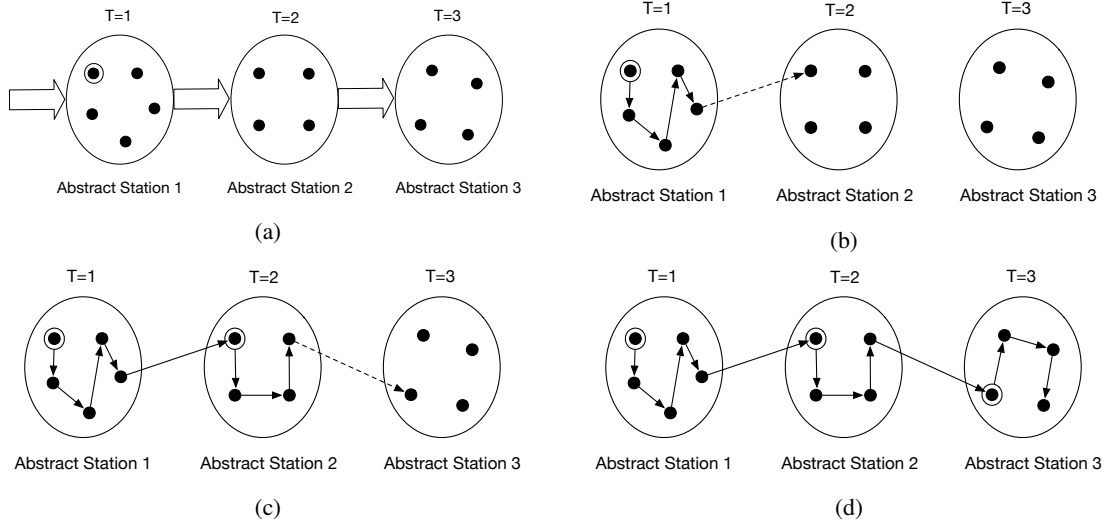 T=1 T=2 T=3
Abstract Station 1 Abstract Station 2 Abstract Station 3
(a)
T=1 T=2 T=3
Abstract Station 1 Abstract Station 2 Abstract Station 3
(b)
T=1 T=2 T=3
Abstract Station 1 Abstract Station 2 Abstract Station 3
(c)
T=1 T=2 T=3
Abstract Station 1 Abstract Station 2 Abstract Station 3
(d)